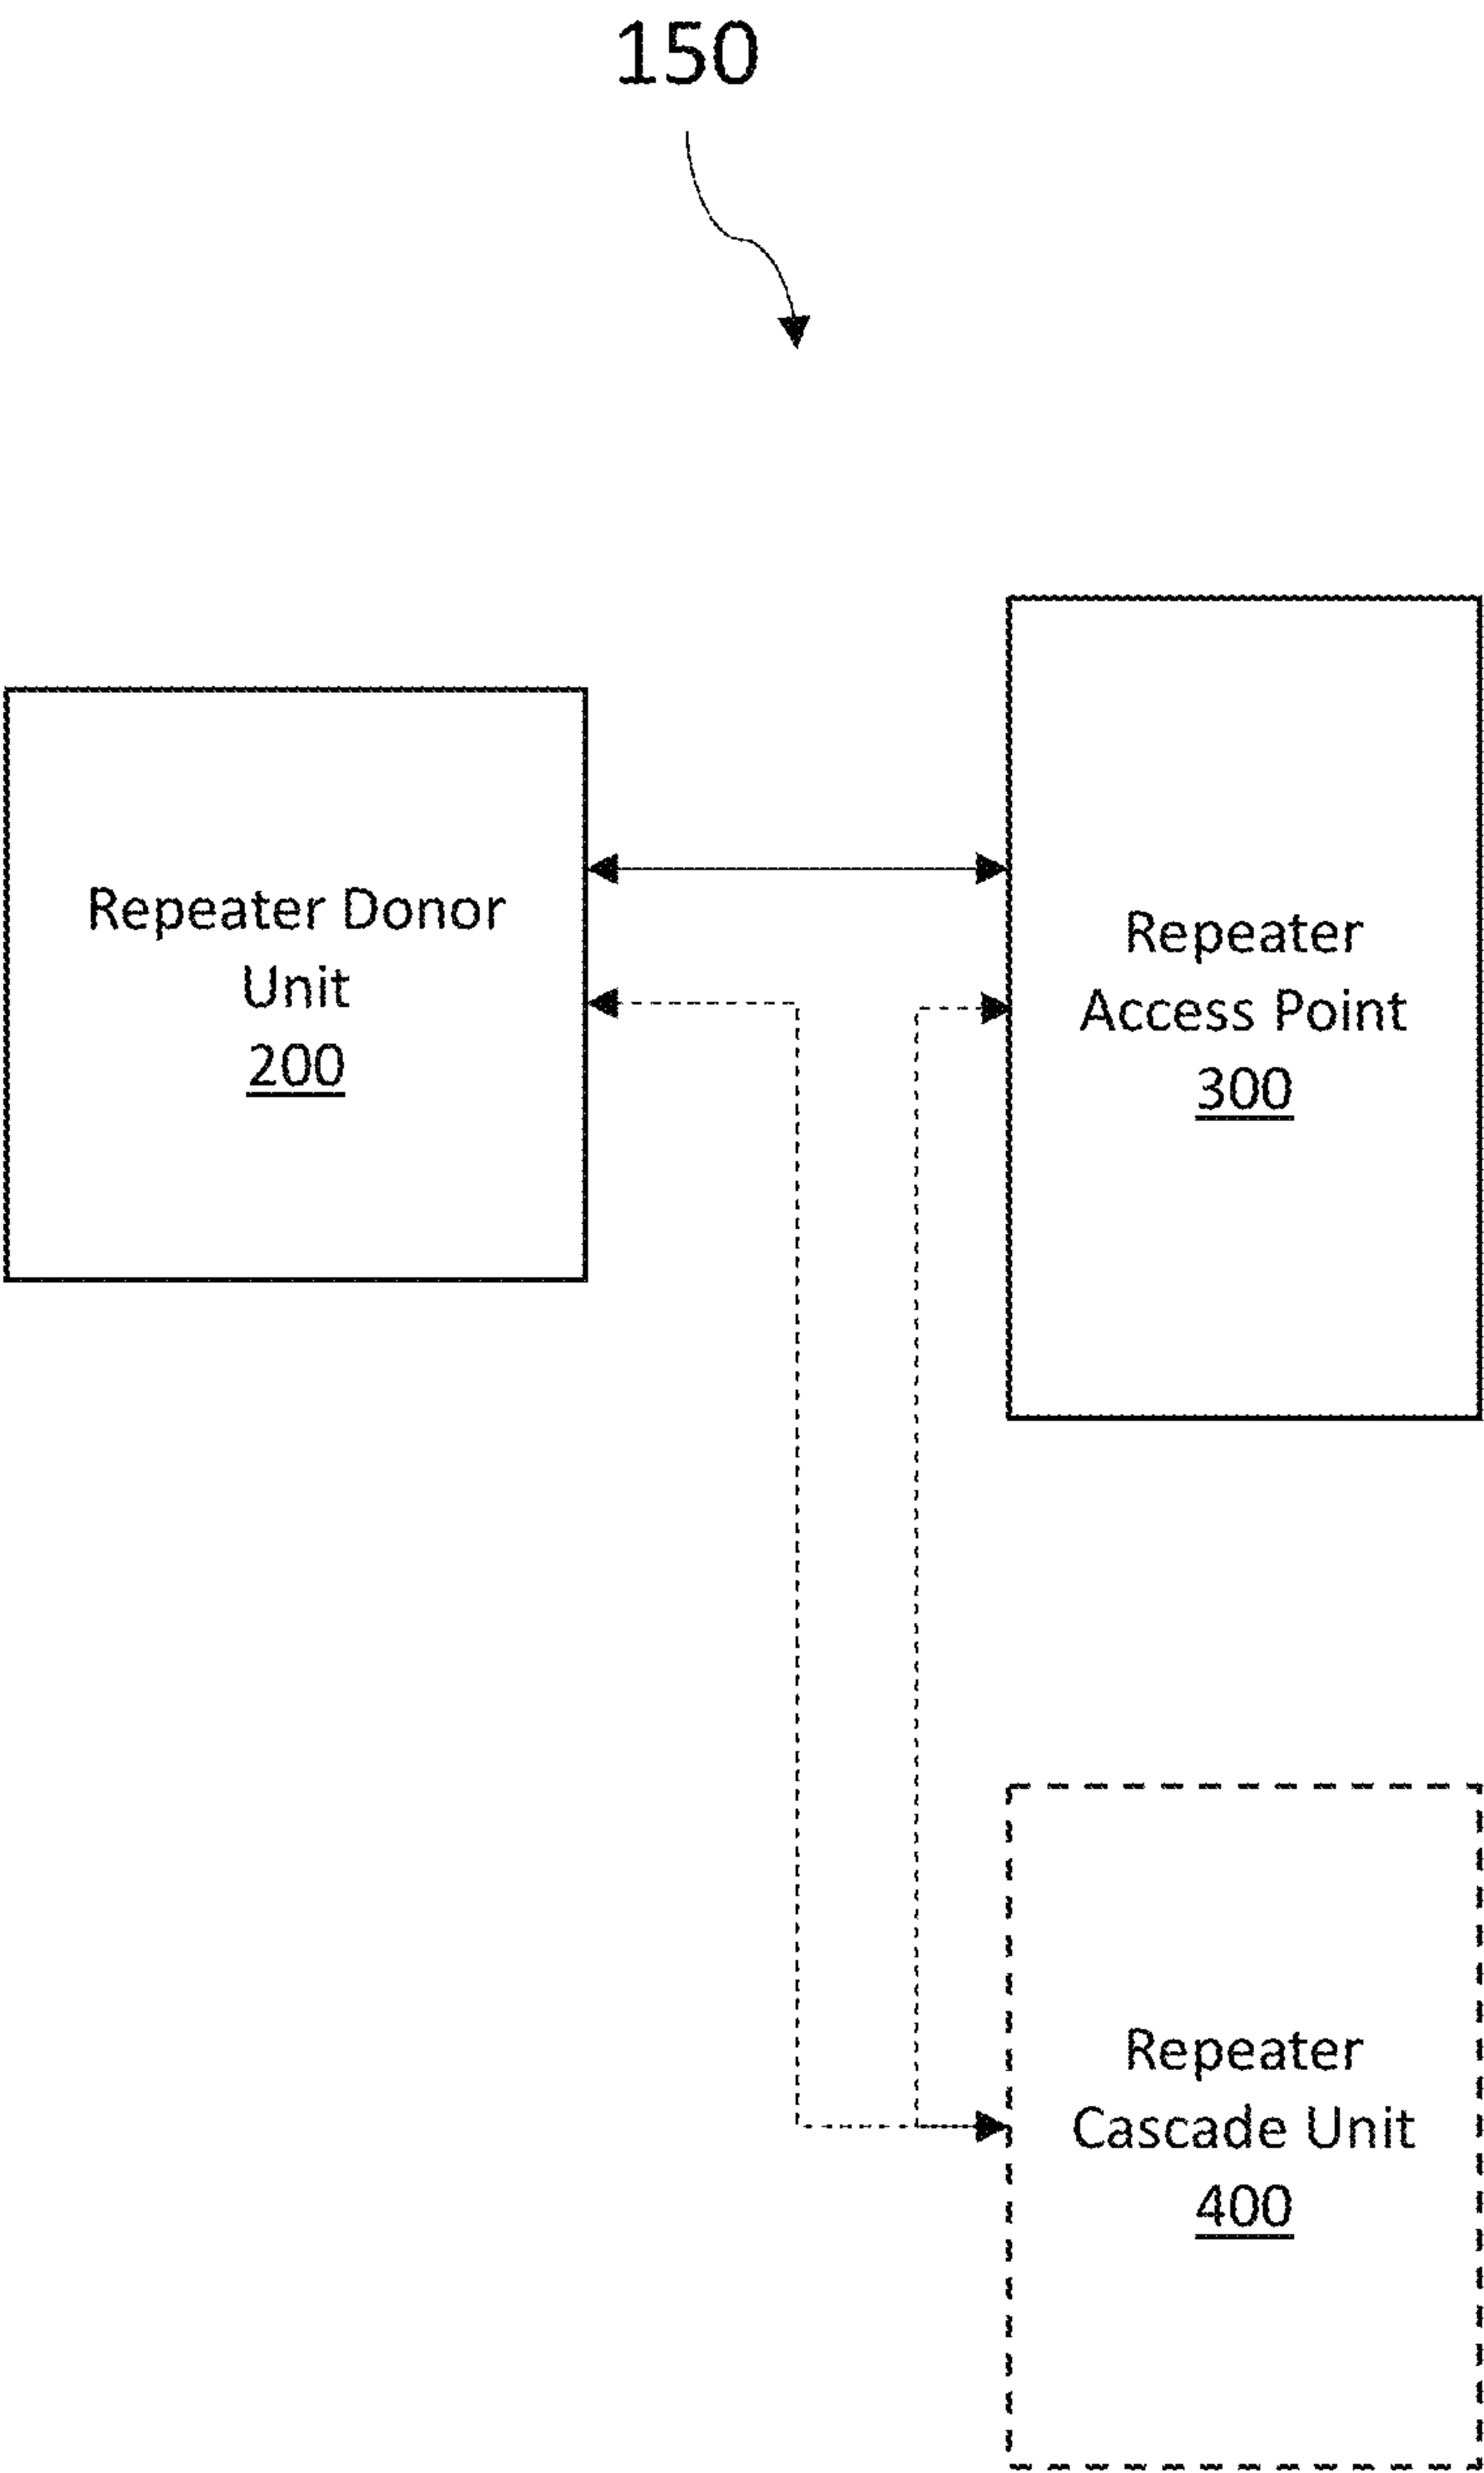 150
Repeater Donor
Unit
200
Repeater
Access Point
300
Repeater
Cascade Unit
400